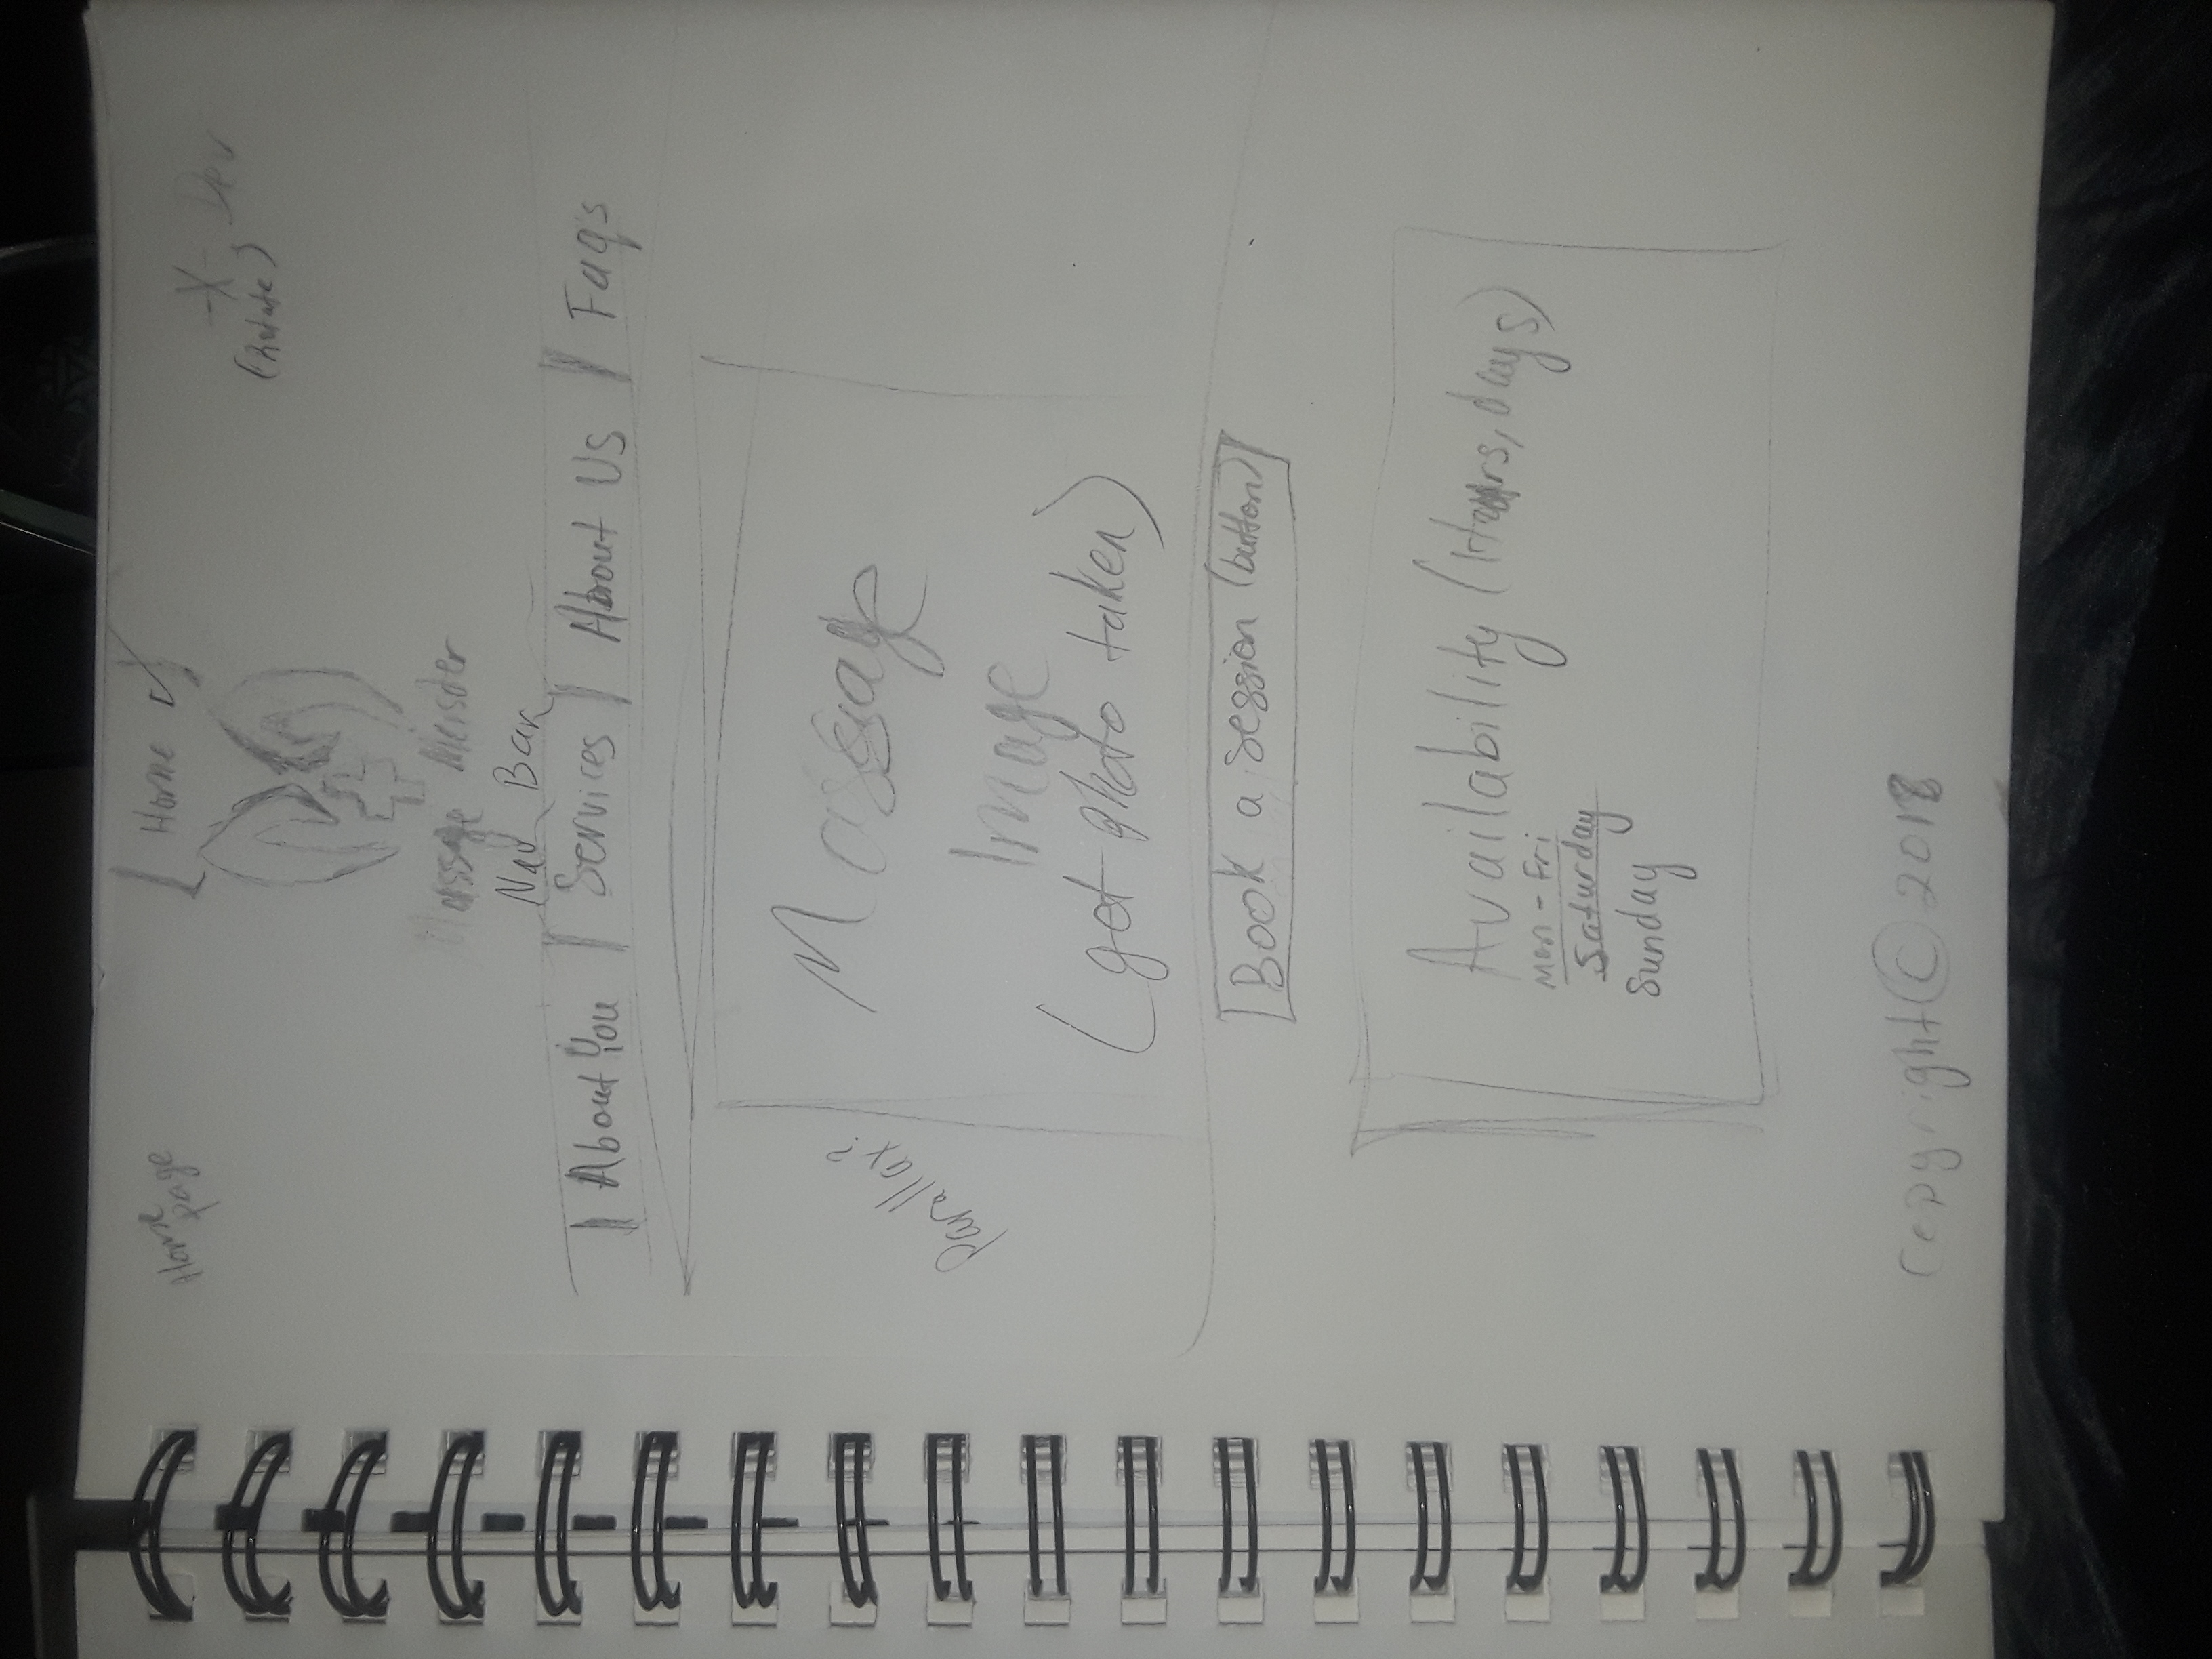 Home
page
Home
X Dev
(Rotate)
Massage Meister
Nav Bar
| About You | Services | About Us | Faq's
Parallax?
Massage
Image
(get photo taken)
Book a session (button)
Availability (Hours, days)
Mon - Fri
Saturday
Sunday
Copyright © 2018